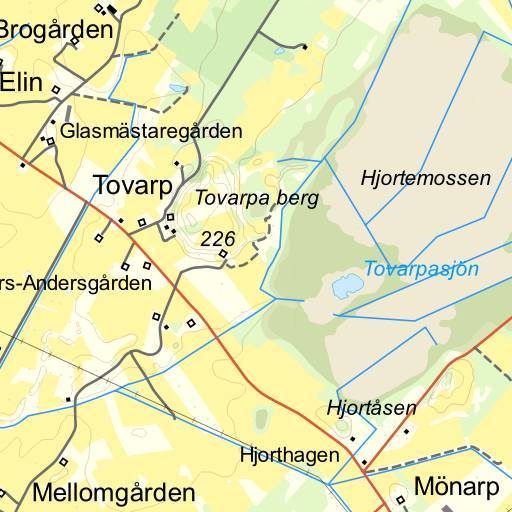 Brogården
Elin
Glasmästaregården
Tovarp
Tovarpa berg
Hjortemossen
226
Tovarpasjön
rs-Andersgården
Hjortåsen
Hjorthagen
Mellomgården
Mönarp